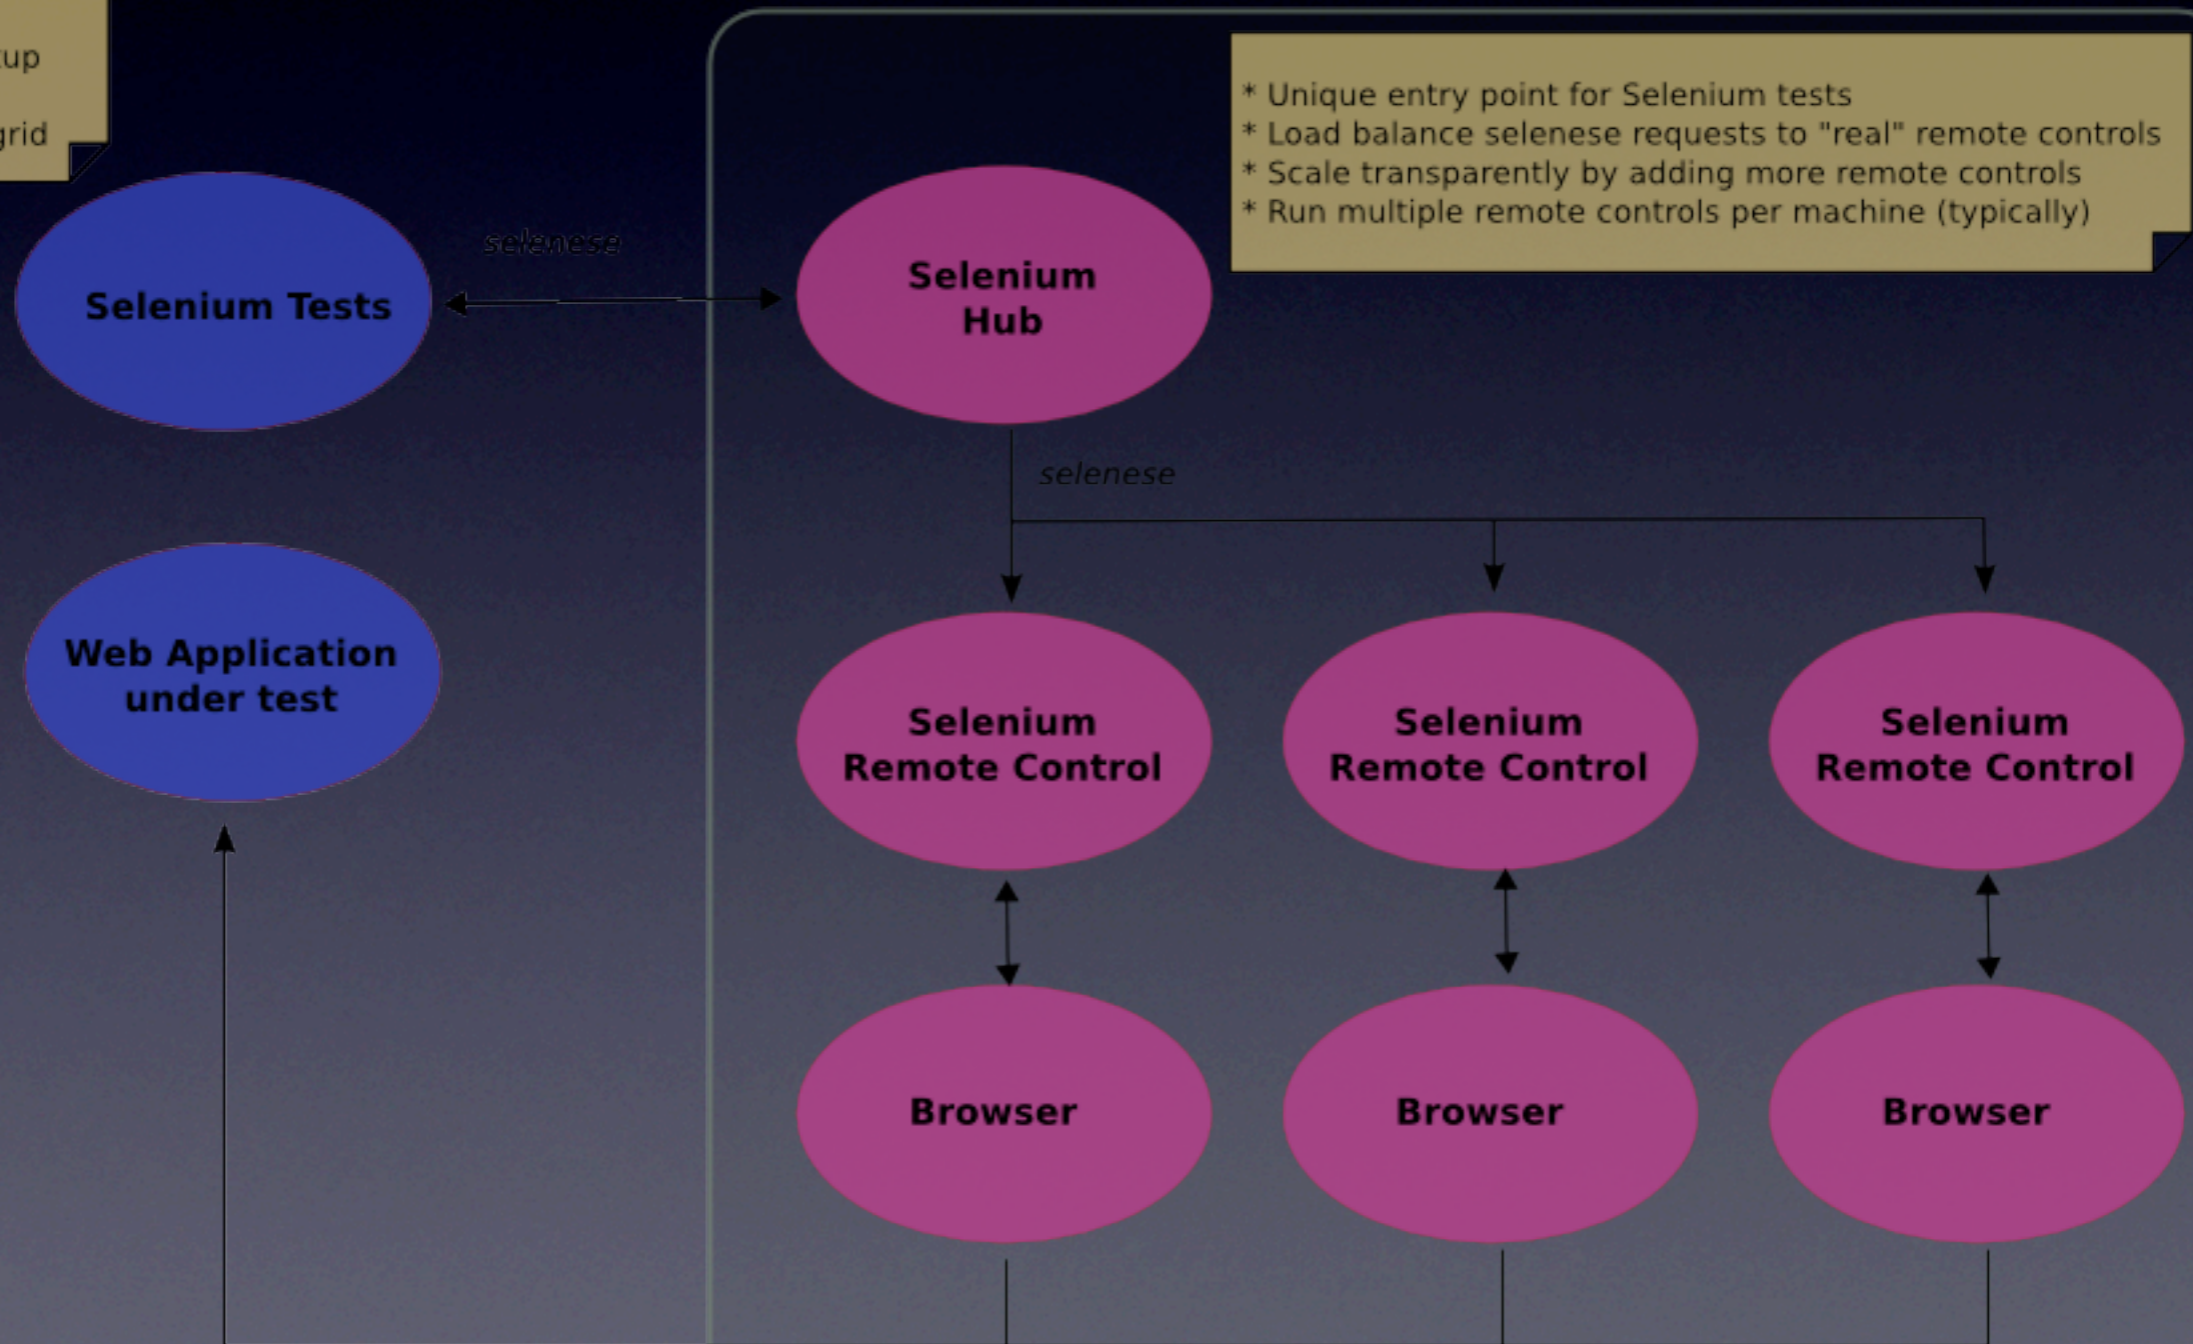 grid
* Unique entry point for Selenium tests
* Load balance selenese requests to "real" remote controls
* Scale transparently by adding more remote controls
* Run multiple remote controls per machine (typically)
Selenium Tests
selenese
Selenium
Hub
selenese
Web Application
under test
Selenium
Remote Control
Selenium
Remote Control
Selenium
Remote Control
Browser
Browser
Browser